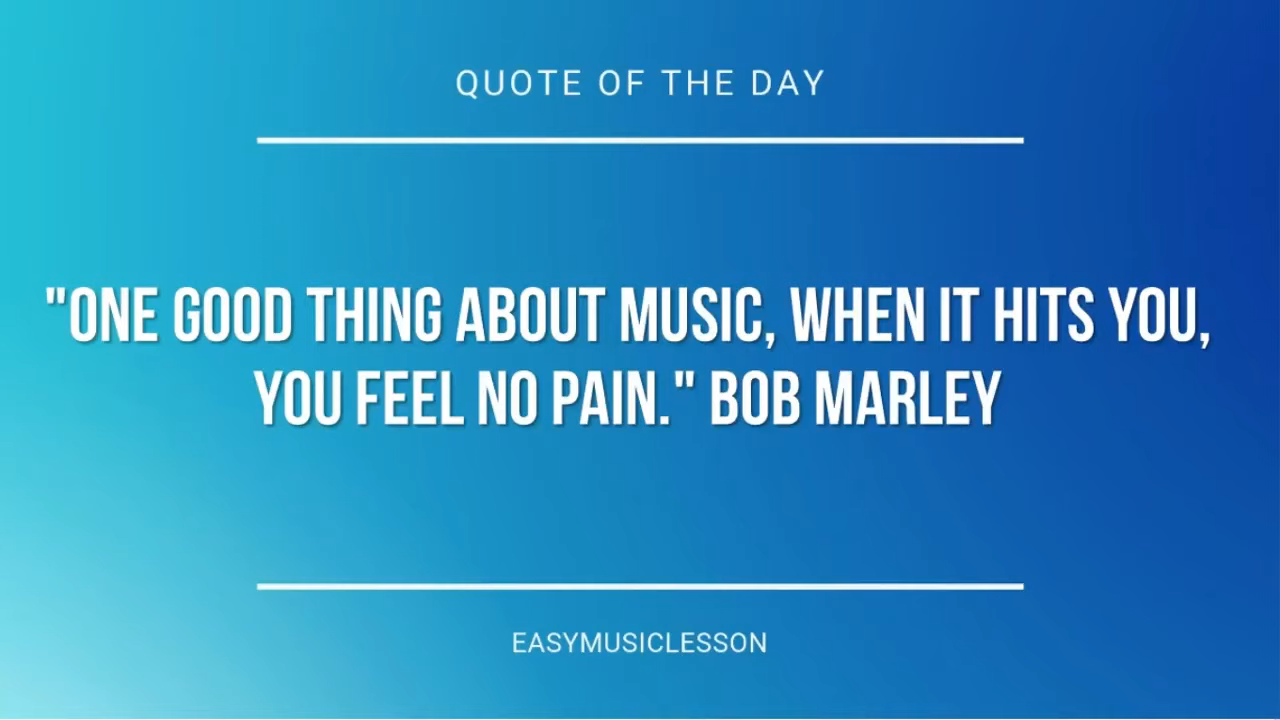 QUOTE OF THE DAY
"ONE GOOD THING ABOUT MUSIC, WHEN IT HITS YOU,
YOU FEEL NO PAIN." BOB MARLEY
EASYMUSICLESSON